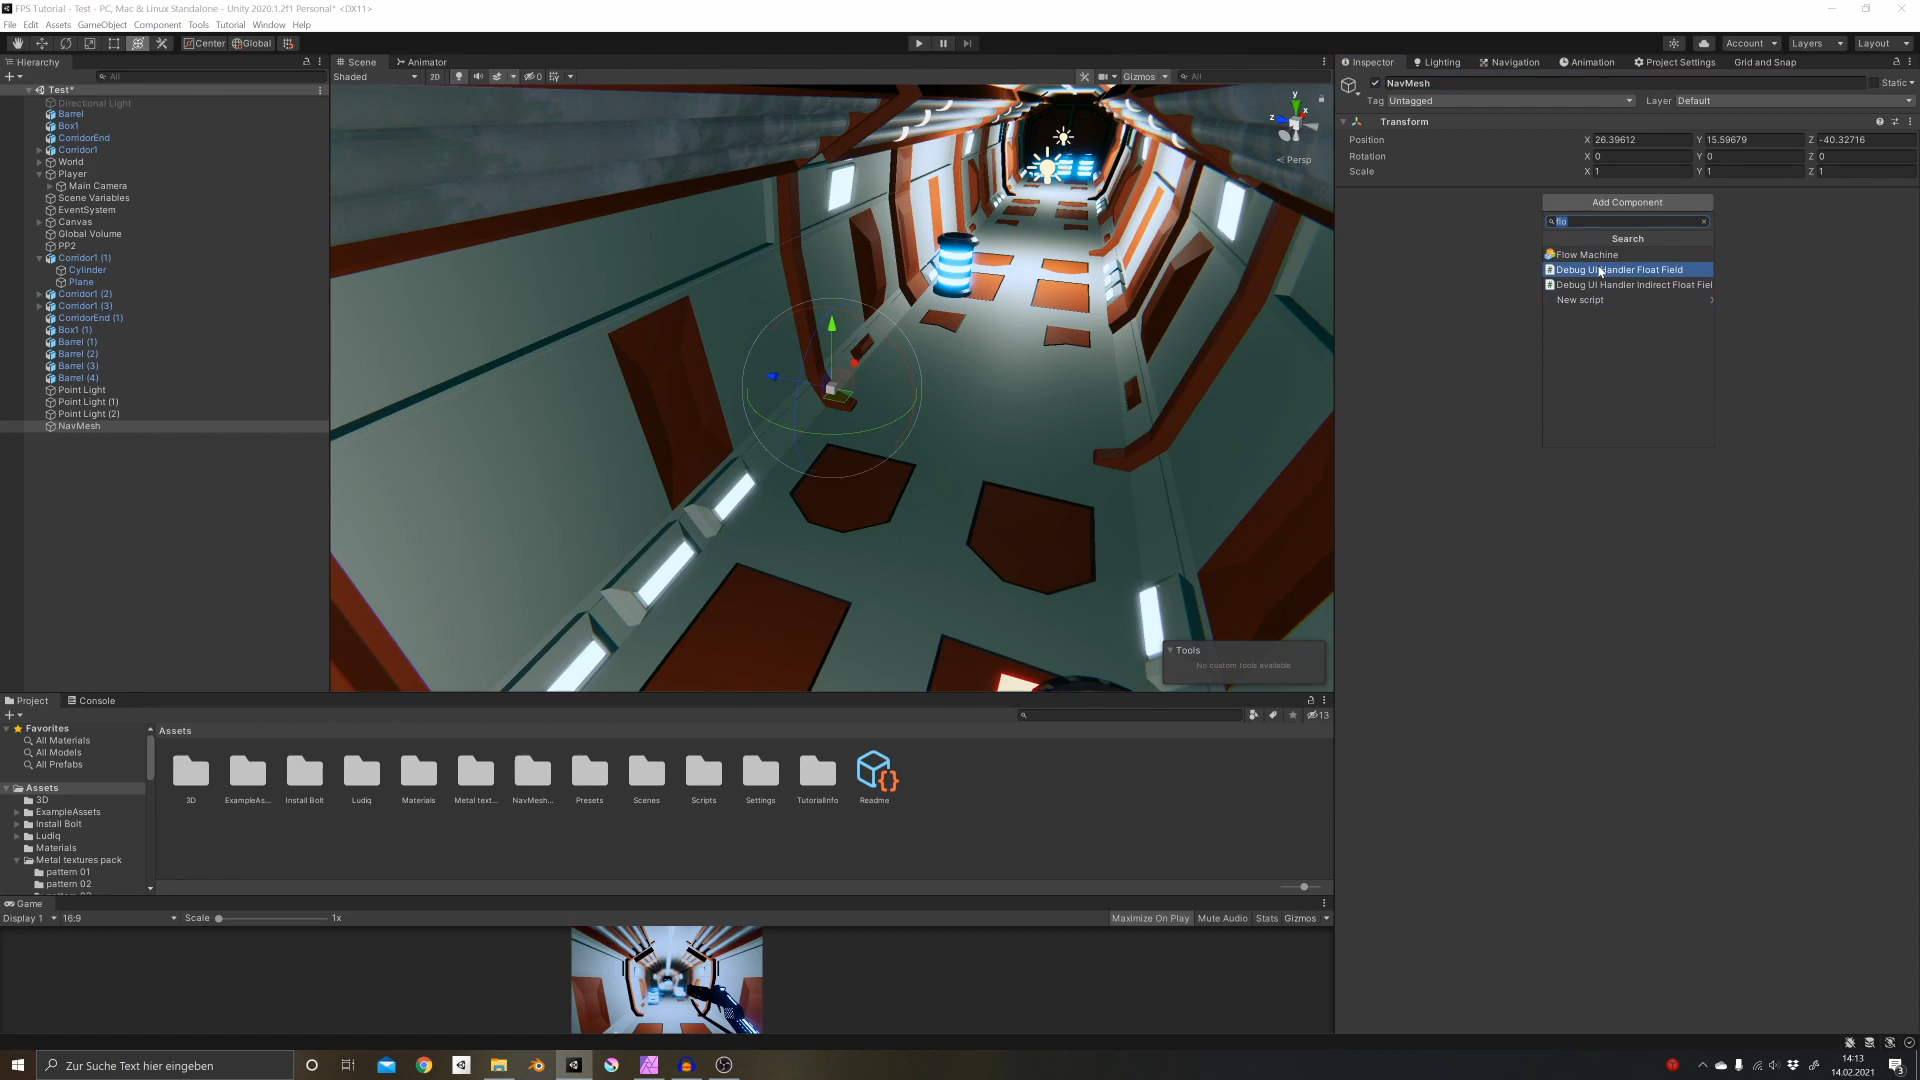 FPS Tutorial - Test - PC, Mac & Linux Standalone - Unity 2020.1.2f1 Personal* <DX11>
File Edit Assets GameObject Component Tools Tutorial Window Help
Center Global Account Layers Layout
Hierarchy
All
Test*
Directional Light
Barrel
Box1
CorridorEnd
Corridor1
World
Player
Main Camera
Scene Variables
EventSystem
Canvas
Global Volume
PP2
Corridor1 (1)
Cylinder
Plane
Corridor1 (2)
Corridor1 (3)
CorridorEnd (1)
Box1 (1)
Barrel (1)
Barrel (2)
Barrel (3)
Barrel (4)
Point Light
Point Light (1)
Point Light (2)
NavMesh
Scene Animator
Shaded 2D 0 Gizmos All
y
x
z
Persp
Tools
No custom tools available
Inspector Lighting Navigation Animation Project Settings Grid and Snap
NavMesh Static
Tag Untagged Layer Default
Transform
Position X 26.39612 Y 15.59679 Z -40.32716
Rotation X 0 Y 0 Z 0
Scale X 1 Y 1 Z 1
Add Component
flo
Search
Flow Machine
Debug UI Handler Float Field
Debug UI Handler Indirect Float Fiel
New script
Project Console
13
Favorites
All Materials
All Models
All Prefabs
Assets
3D
ExampleAssets
Install Bolt
Ludiq
Materials
Metal textures pack
pattern 01
pattern 02
Assets
3D ExampleAs... Install Bolt Ludiq Materials Metal text... NavMesh... Presets Scenes Scripts Settings TutorialInfo Readme
Game
Display 1 16:9 Scale 1x Maximize On Play Mute Audio Stats Gizmos
Zur Suche Text hier eingeben
14:13
14.02.2021
3